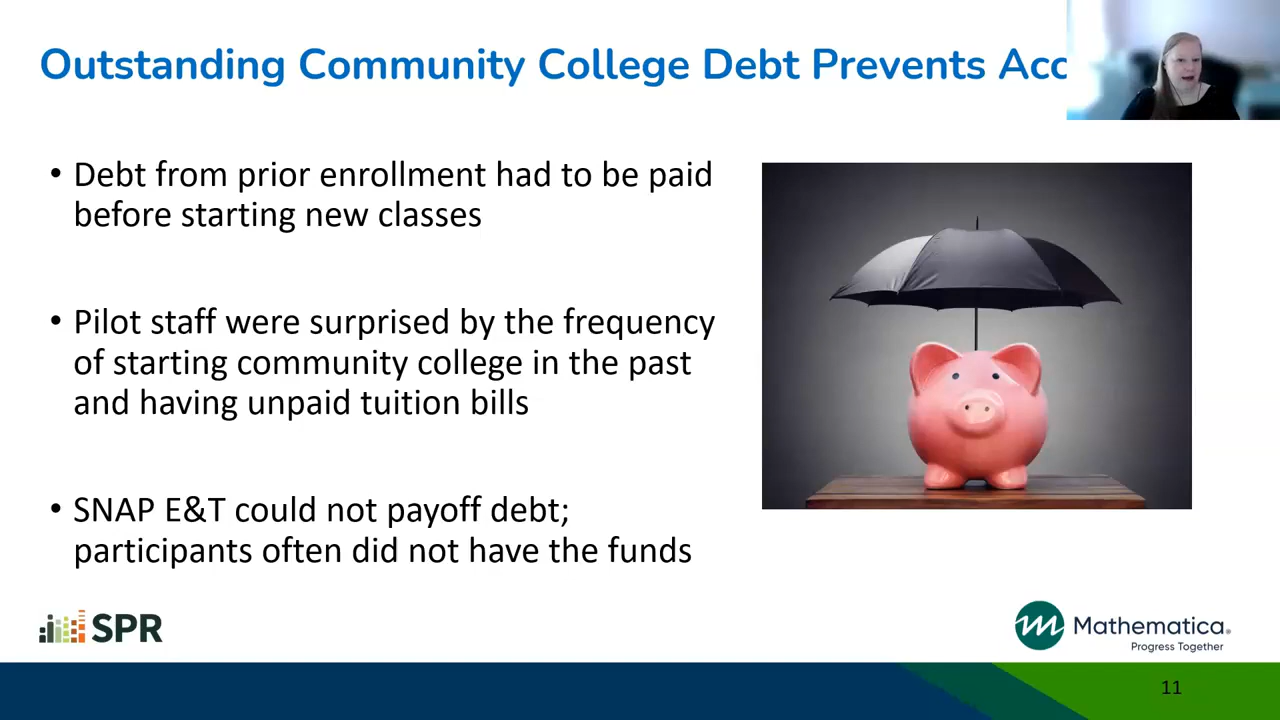 Outstanding Community College Debt Prevents Acc
• Debt from prior enrollment had to be paid
before starting new classes
• Pilot staff were surprised by the frequency
of starting community college in the past
and having unpaid tuition bills
• SNAP E&T could not payoff debt;
participants often did not have the funds
SPR
Mathematica®
Progress Together
11